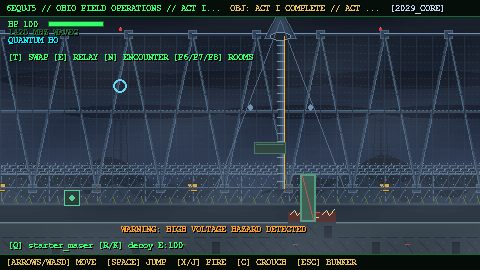 6EQUJ5 // OHIO FIELD OPERATIONS // ACT I... OBJ: ACT I COMPLETE // ACT ... [2029_CORE]
HP 100
QUANTUM HO
[T] SWAP [E] RELAY [N] ENCOUNTER [F6/F7/F8] ROOMS
WARNING: HIGH VOLTAGE HAZARD DETECTED
[Q] starter_maser [R/K] decoy E:100
[ARROWS/WASD] MOVE [SPACE] JUMP [X/J] FIRE [C] CROUCH [ESC] BUNKER